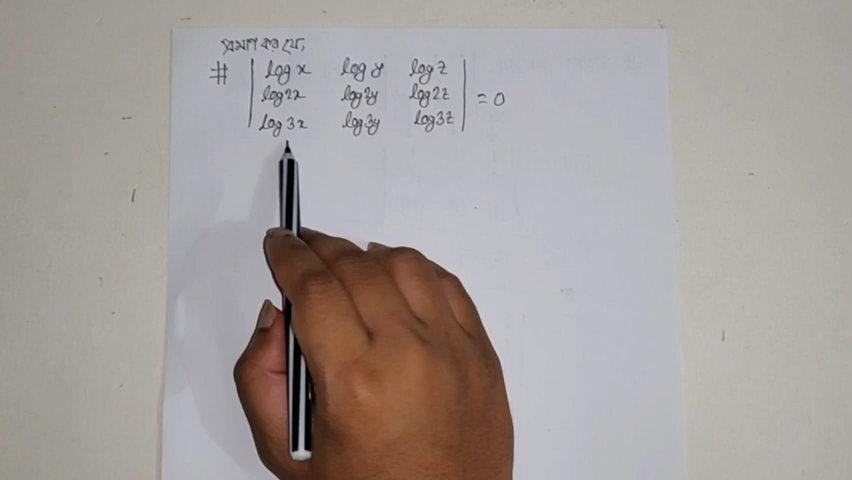 প্রমাণ কর যে,
# | log x log y log z |
| log 2x log 2y log 2z | = 0
| log 3x log 3y log 3z |